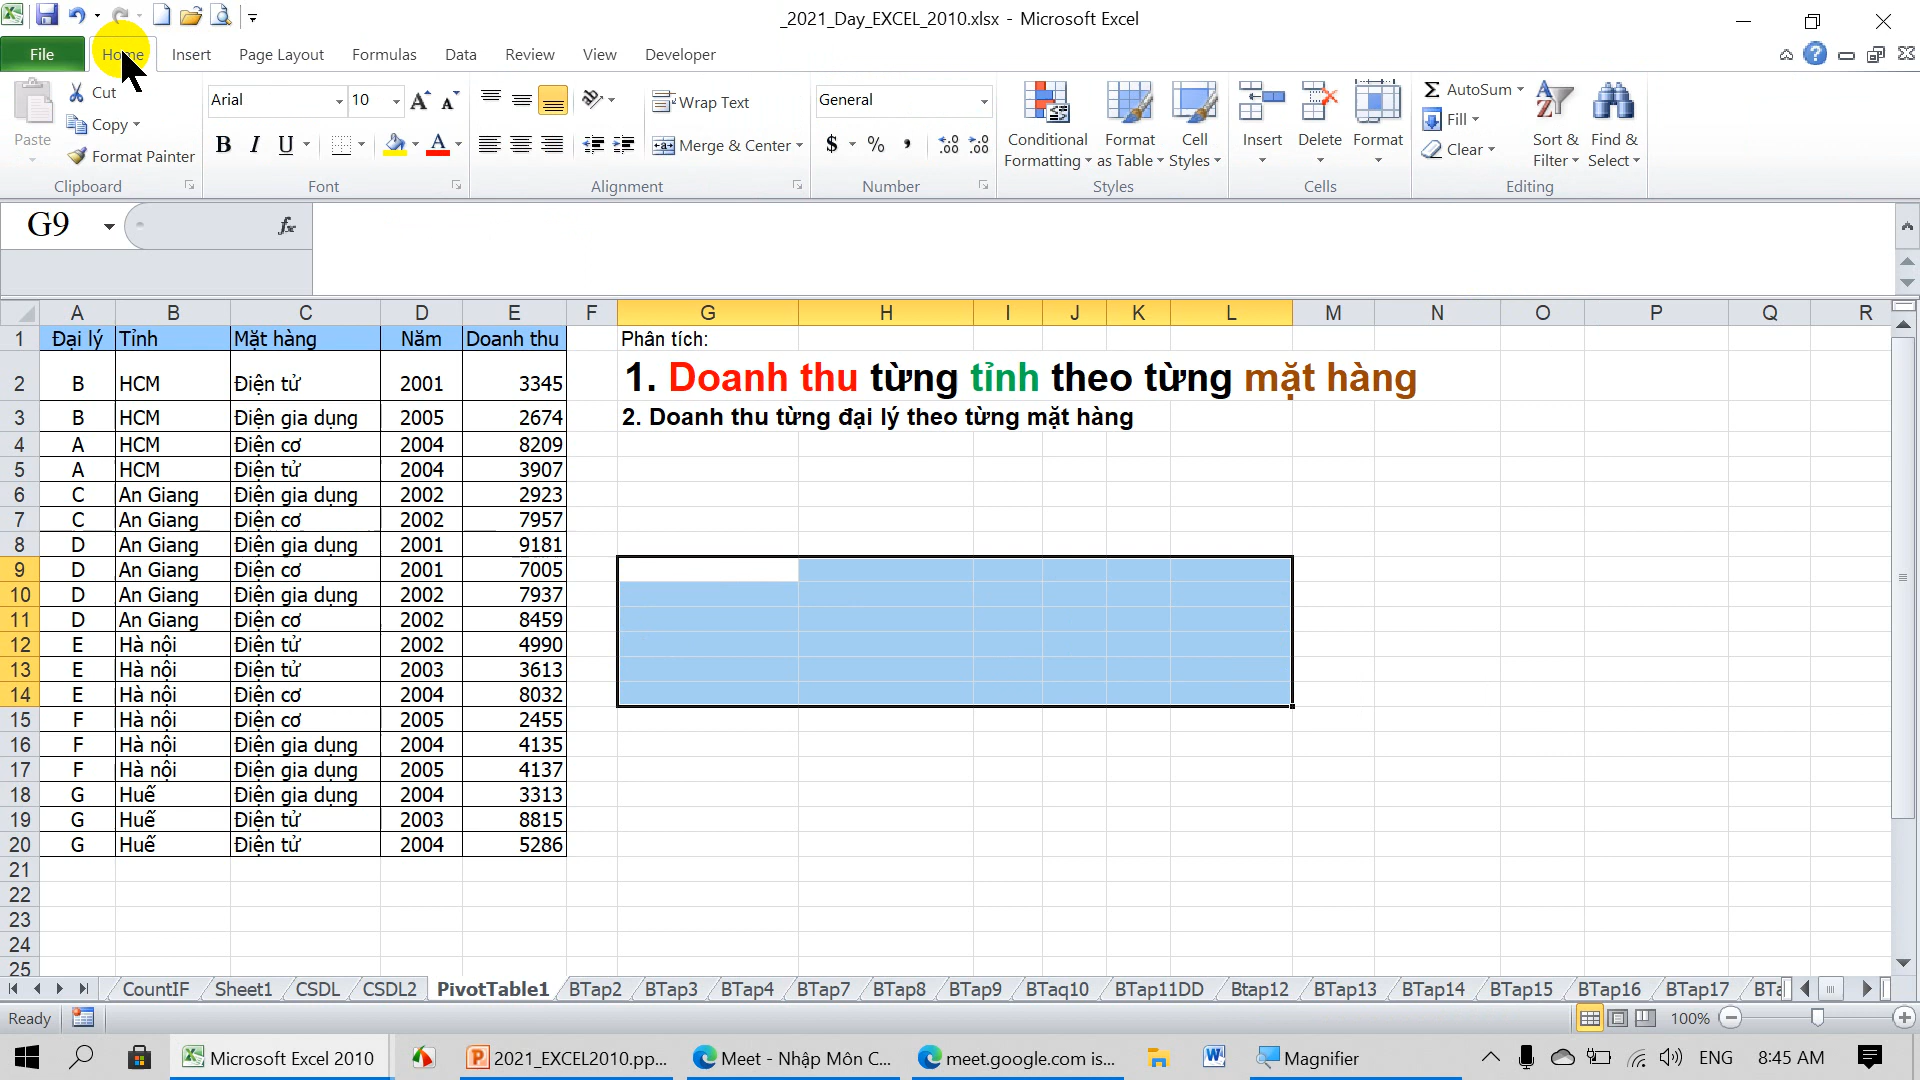 _2021_Day_EXCEL_2010.xlsx - Microsoft Excel
File Home Insert Page Layout Formulas Data Review View Developer
Paste Cut Copy Format Painter Clipboard
Arial 10 B I U Font
Wrap Text Merge & Center Alignment
General $ % , Number
Conditional Formatting Format as Table Cell Styles Styles
Insert Delete Format Cells
AutoSum Fill Clear Sort & Filter Find & Select Editing
G9 fx
A B C D E F G H I J K L M N O P Q R
1 Đại lý Tỉnh Mặt hàng Năm Doanh thu Phân tích:
2 B HCM Điện tử 2001 3345 1. Doanh thu từng tỉnh theo từng mặt hàng
3 B HCM Điện gia dụng 2005 2674 2. Doanh thu từng đại lý theo từng mặt hàng
4 A HCM Điện cơ 2004 8209
5 A HCM Điện tử 2004 3907
6 C An Giang Điện gia dụng 2002 2923
7 C An Giang Điện cơ 2002 7957
8 D An Giang Điện gia dụng 2001 9181
9 D An Giang Điện cơ 2001 7005
10 D An Giang Điện gia dụng 2002 7937
11 D An Giang Điện cơ 2002 8459
12 E Hà nội Điện tử 2002 4990
13 E Hà nội Điện tử 2003 3613
14 E Hà nội Điện cơ 2004 8032
15 F Hà nội Điện cơ 2005 2455
16 F Hà nội Điện gia dụng 2004 4135
17 F Hà nội Điện gia dụng 2005 4137
18 G Huế Điện gia dụng 2004 3313
19 G Huế Điện tử 2003 8815
20 G Huế Điện tử 2004 5286
21
22
23
24
25
CountIF Sheet1 CSDL CSDL2 PivotTable1 BTap2 BTap3 BTap4 BTap7 BTap8 BTap9 BTaq10 BTap11DD Btap12 BTap13 BTap14 BTap15 BTap16 BTap17
Ready 100%
Microsoft Excel 2010 2021_EXCEL2010.pp... Meet - Nhập Môn C... meet.google.com is... Magnifier ENG 8:45 AM